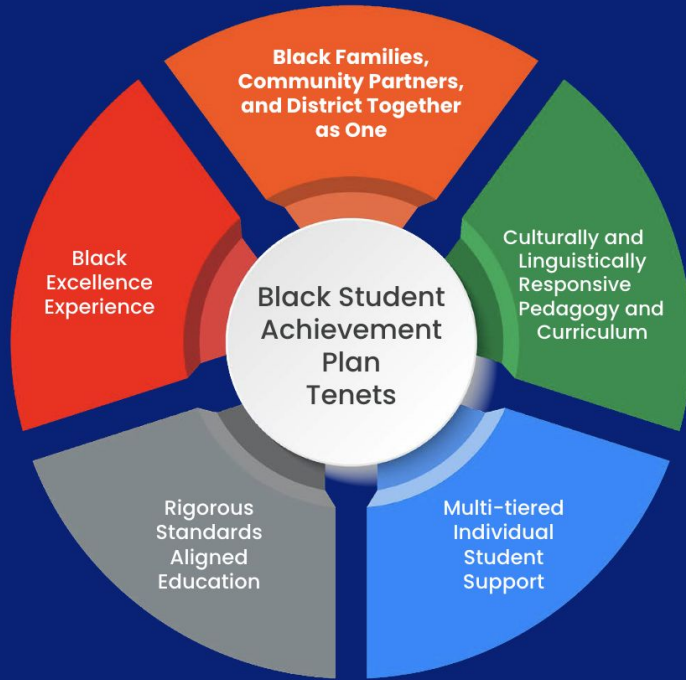 Black Families,
Community Partners,
and District Together
as One
Culturally and
Linguistically
Responsive
Pedagogy and
Curriculum
Multi-tiered
Individual
Student
Support
Rigorous
Standards
Aligned
Education
Black
Excellence
Experience
Black Student
Achievement
Plan
Tenets